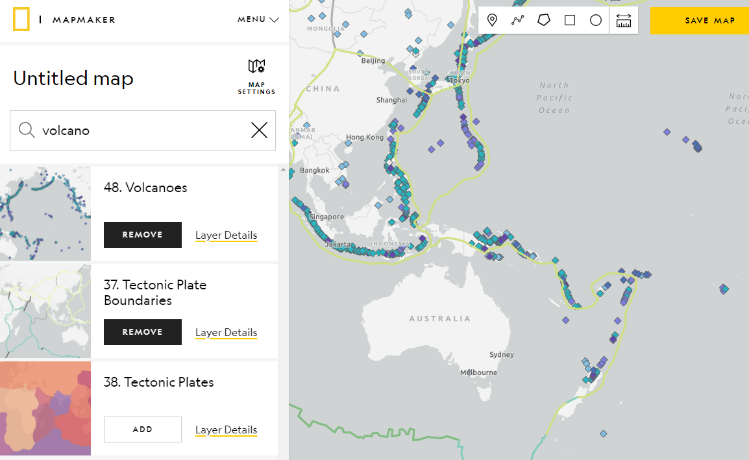 MAPMAKER
MENU
SAVE MAP
Untitled map
MAP
SETTINGS
volcano
48. Volcanoes
REMOVE
Layer Details
37. Tectonic Plate
Boundaries
REMOVE
Layer Details
38. Tectonic Plates
ADD
Layer Details
MONGOLIA
Beijing
Tokyo
CHINA
Shanghai
North
Pacific
Ocean
Hong Kong
Bangkok
Singapore
Jakarta
INDONESIA
AUSTRALIA
Sydney
Melbourne